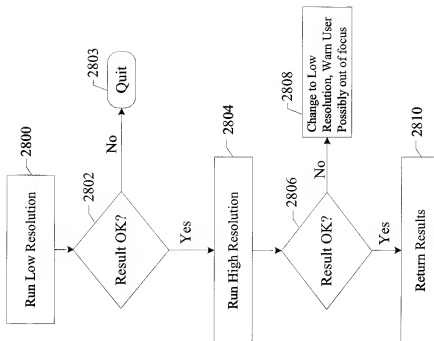 2800
Run Low Resolution
2802
Result OK?
No
2803
Quit
Yes
2804
Run High Resolution
2806
Result OK?
No
2808
Change to Low
Resolution, Warn User
Possibly out of focus
Yes
2810
Return Results